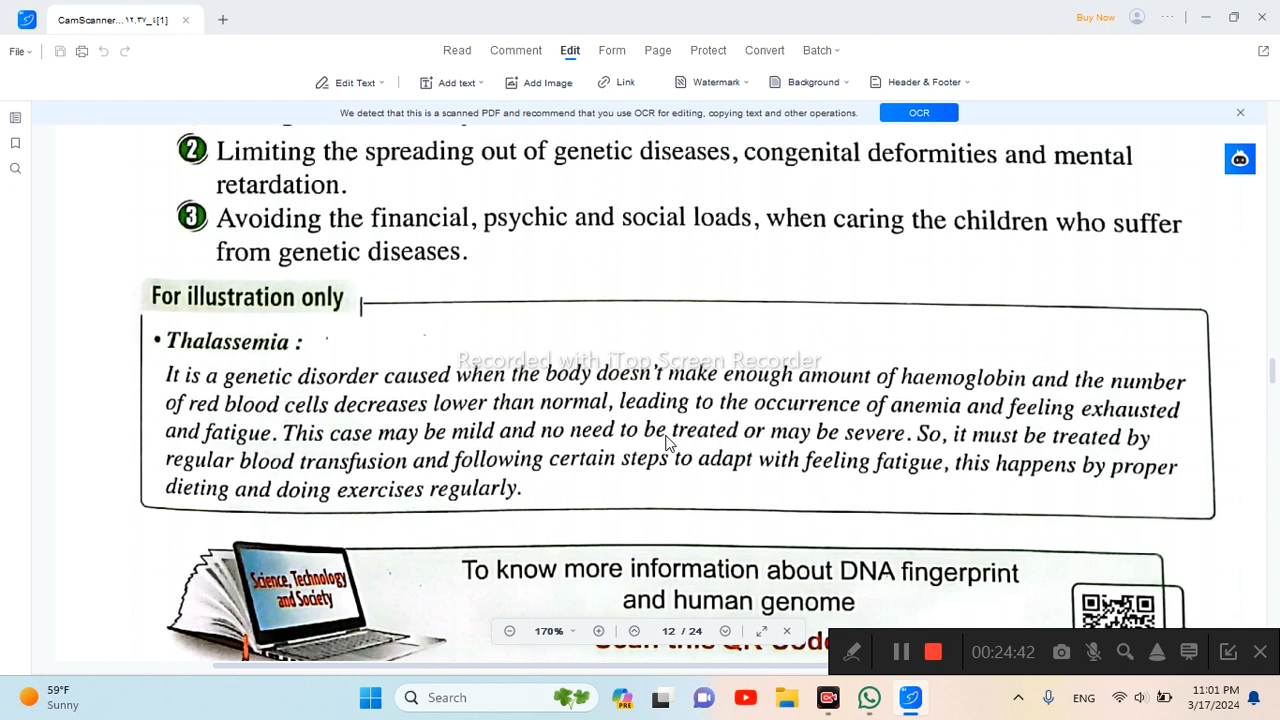 CamScanner...١٢.٣٧_٤[1]
Buy Now
File
Read Comment Edit Form Page Protect Convert Batch
Edit Text Add text Add Image Link Watermark Background Header & Footer
We detect that this is a scanned PDF and recommend that you use OCR for editing, copying text and other operations. OCR
2 Limiting the spreading out of genetic diseases, congenital deformities and mental
retardation.
3 Avoiding the financial, psychic and social loads, when caring the children who suffer
from genetic diseases.
For illustration only
• Thalassemia :
Recorded with iTop Screen Recorder
It is a genetic disorder caused when the body doesn't make enough amount of haemoglobin and the number
of red blood cells decreases lower than normal, leading to the occurrence of anemia and feeling exhausted
and fatigue. This case may be mild and no need to be treated or may be severe. So, it must be treated by
regular blood transfusion and following certain steps to adapt with feeling fatigue, this happens by proper
dieting and doing exercises regularly.
Science, Technology
and Society
To know more information about DNA fingerprint
and human genome
170% 12 / 24
00:24:42
59°F
Sunny
Search
PRE
ENG
11:01 PM
3/17/2024